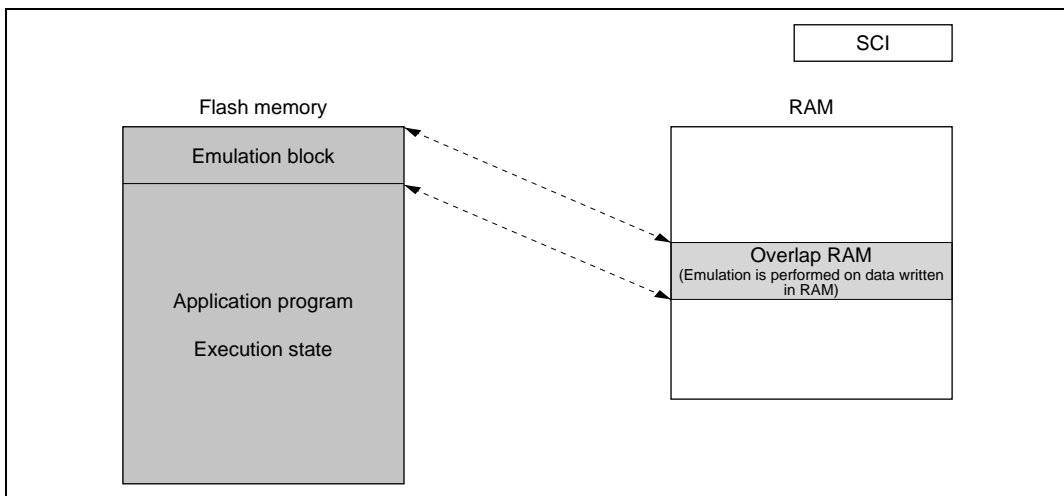 SCI
Flash memory
RAM
Emulation block
Overlap RAM
(Emulation is performed on data written
in RAM)
Application program
Execution state